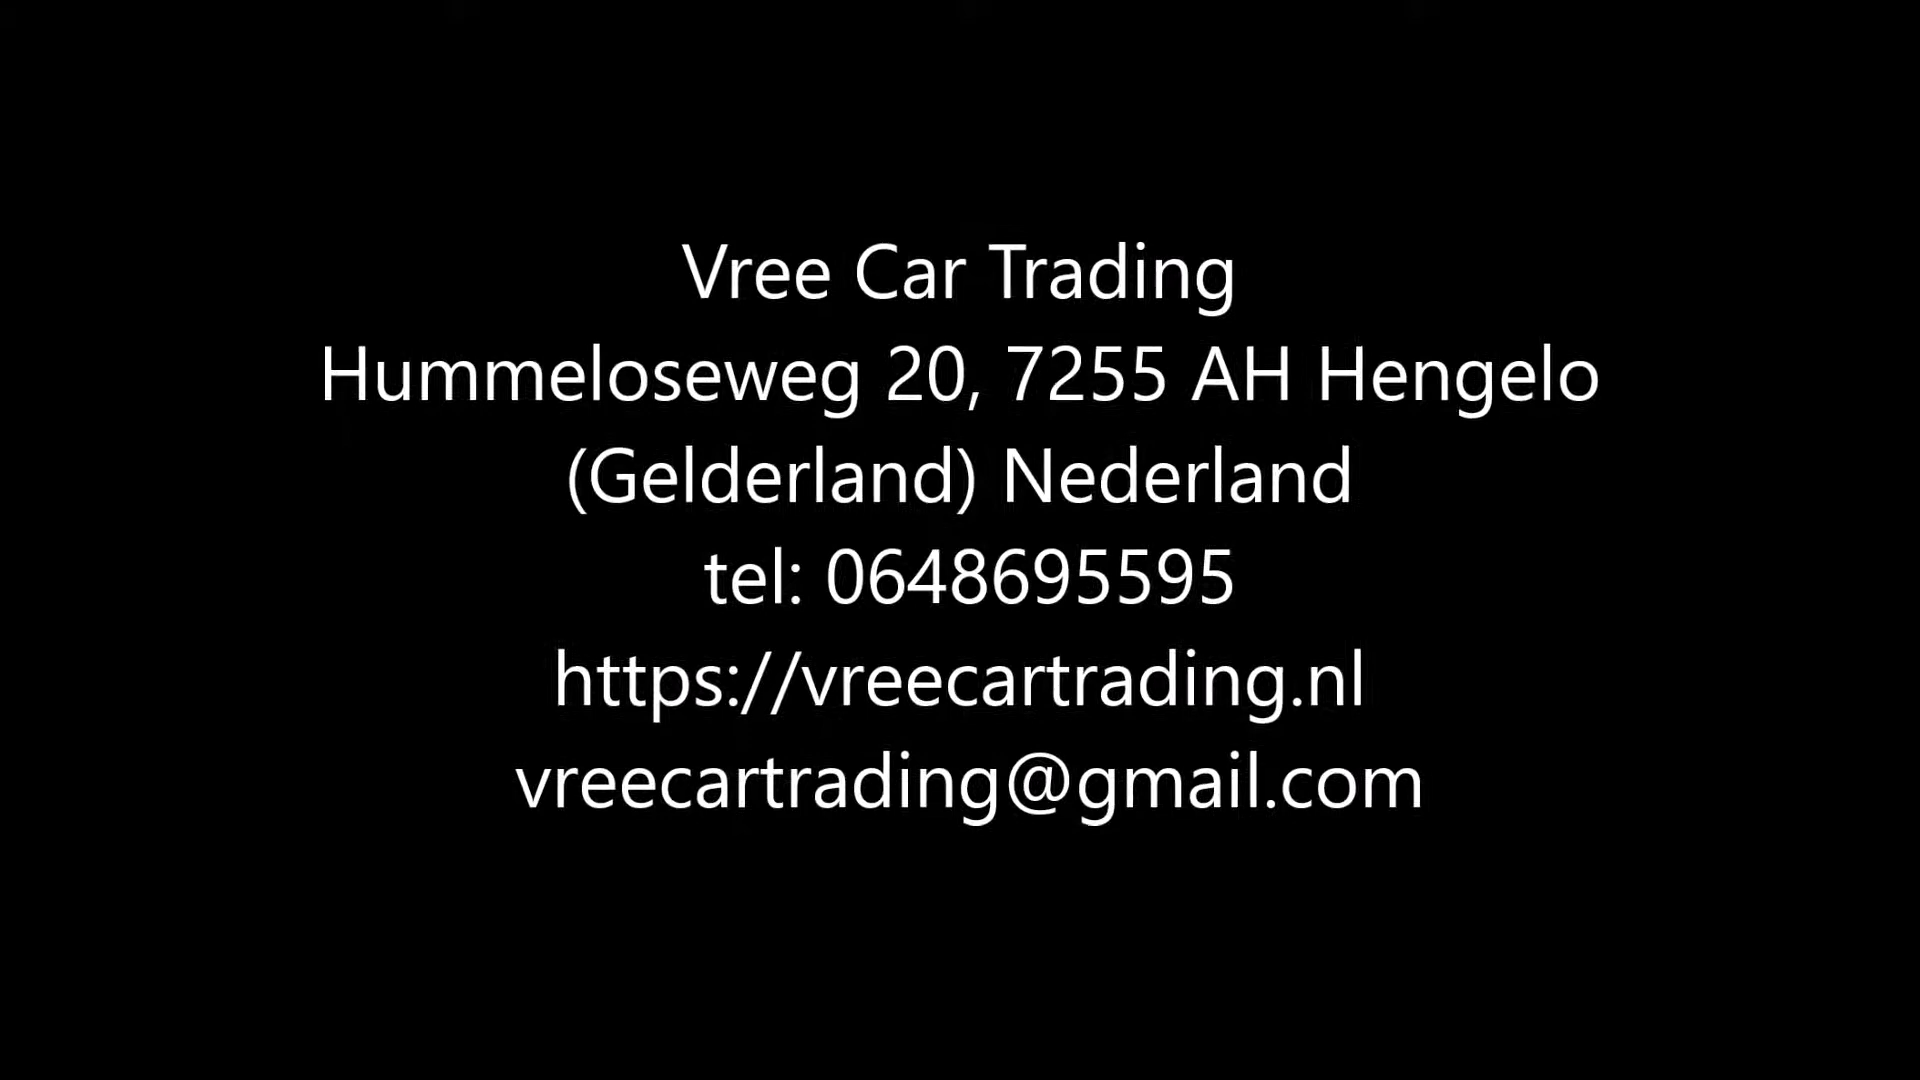 Vree Car Trading
Hummeloseweg 20, 7255 AH Hengelo
(Gelderland) Nederland
tel: 0648695595
https://vreecartrading.nl
vreecartrading@gmail.com